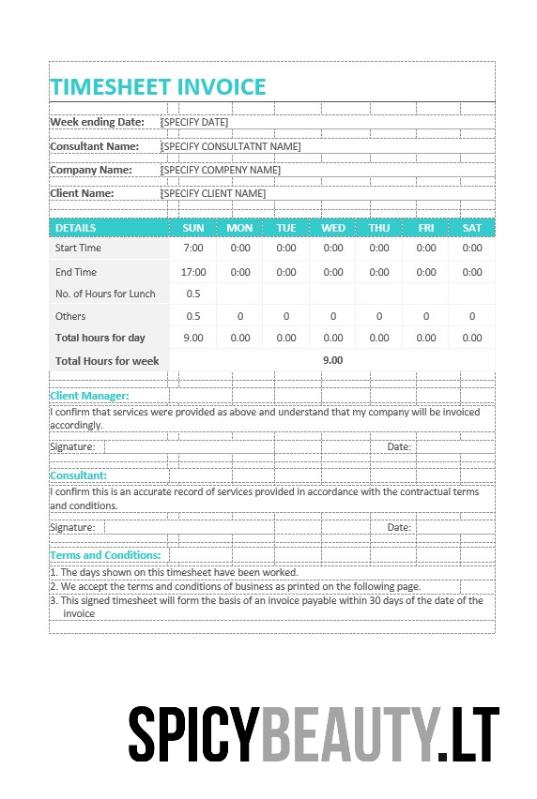 TIMESHEET INVOICE
Week ending Date: [SPECIFY DATE]
Consultant Name: [SPECIFY CONSULTATNT NAME]
Company Name: [SPECIFY COMPENY NAME]
Client Name: [SPECIFY CLIENT NAME]
DETAILS SUN MON TUE WED THU FRI SAT
Start Time 7:00 0:00 0:00 0:00 0:00 0:00 0:00
End Time 17:00 0:00 0:00 0:00 0:00 0:00 0:00
No. of Hours for Lunch 0.5
Others 0.5 0 0 0 0 0 0
Total hours for day 9.00 0.00 0.00 0.00 0.00 0.00 0.00
Total Hours for week 9.00
Client Manager:
I confirm that services were provided as above and understand that my company will be invoiced
accordingly.
Signature: Date:
Consultant:
I confirm this is an accurate record of services provided in accordance with the contractual terms
and conditions.
Signature: Date:
Terms and Conditions:
1. The days shown on this timesheet have been worked.
2. We accept the terms and conditions of business as printed on the following page.
3. This signed timesheet will form the basis of an invoice payable within 30 days of the date of the
invoice
SPICYBEAUTY.LT